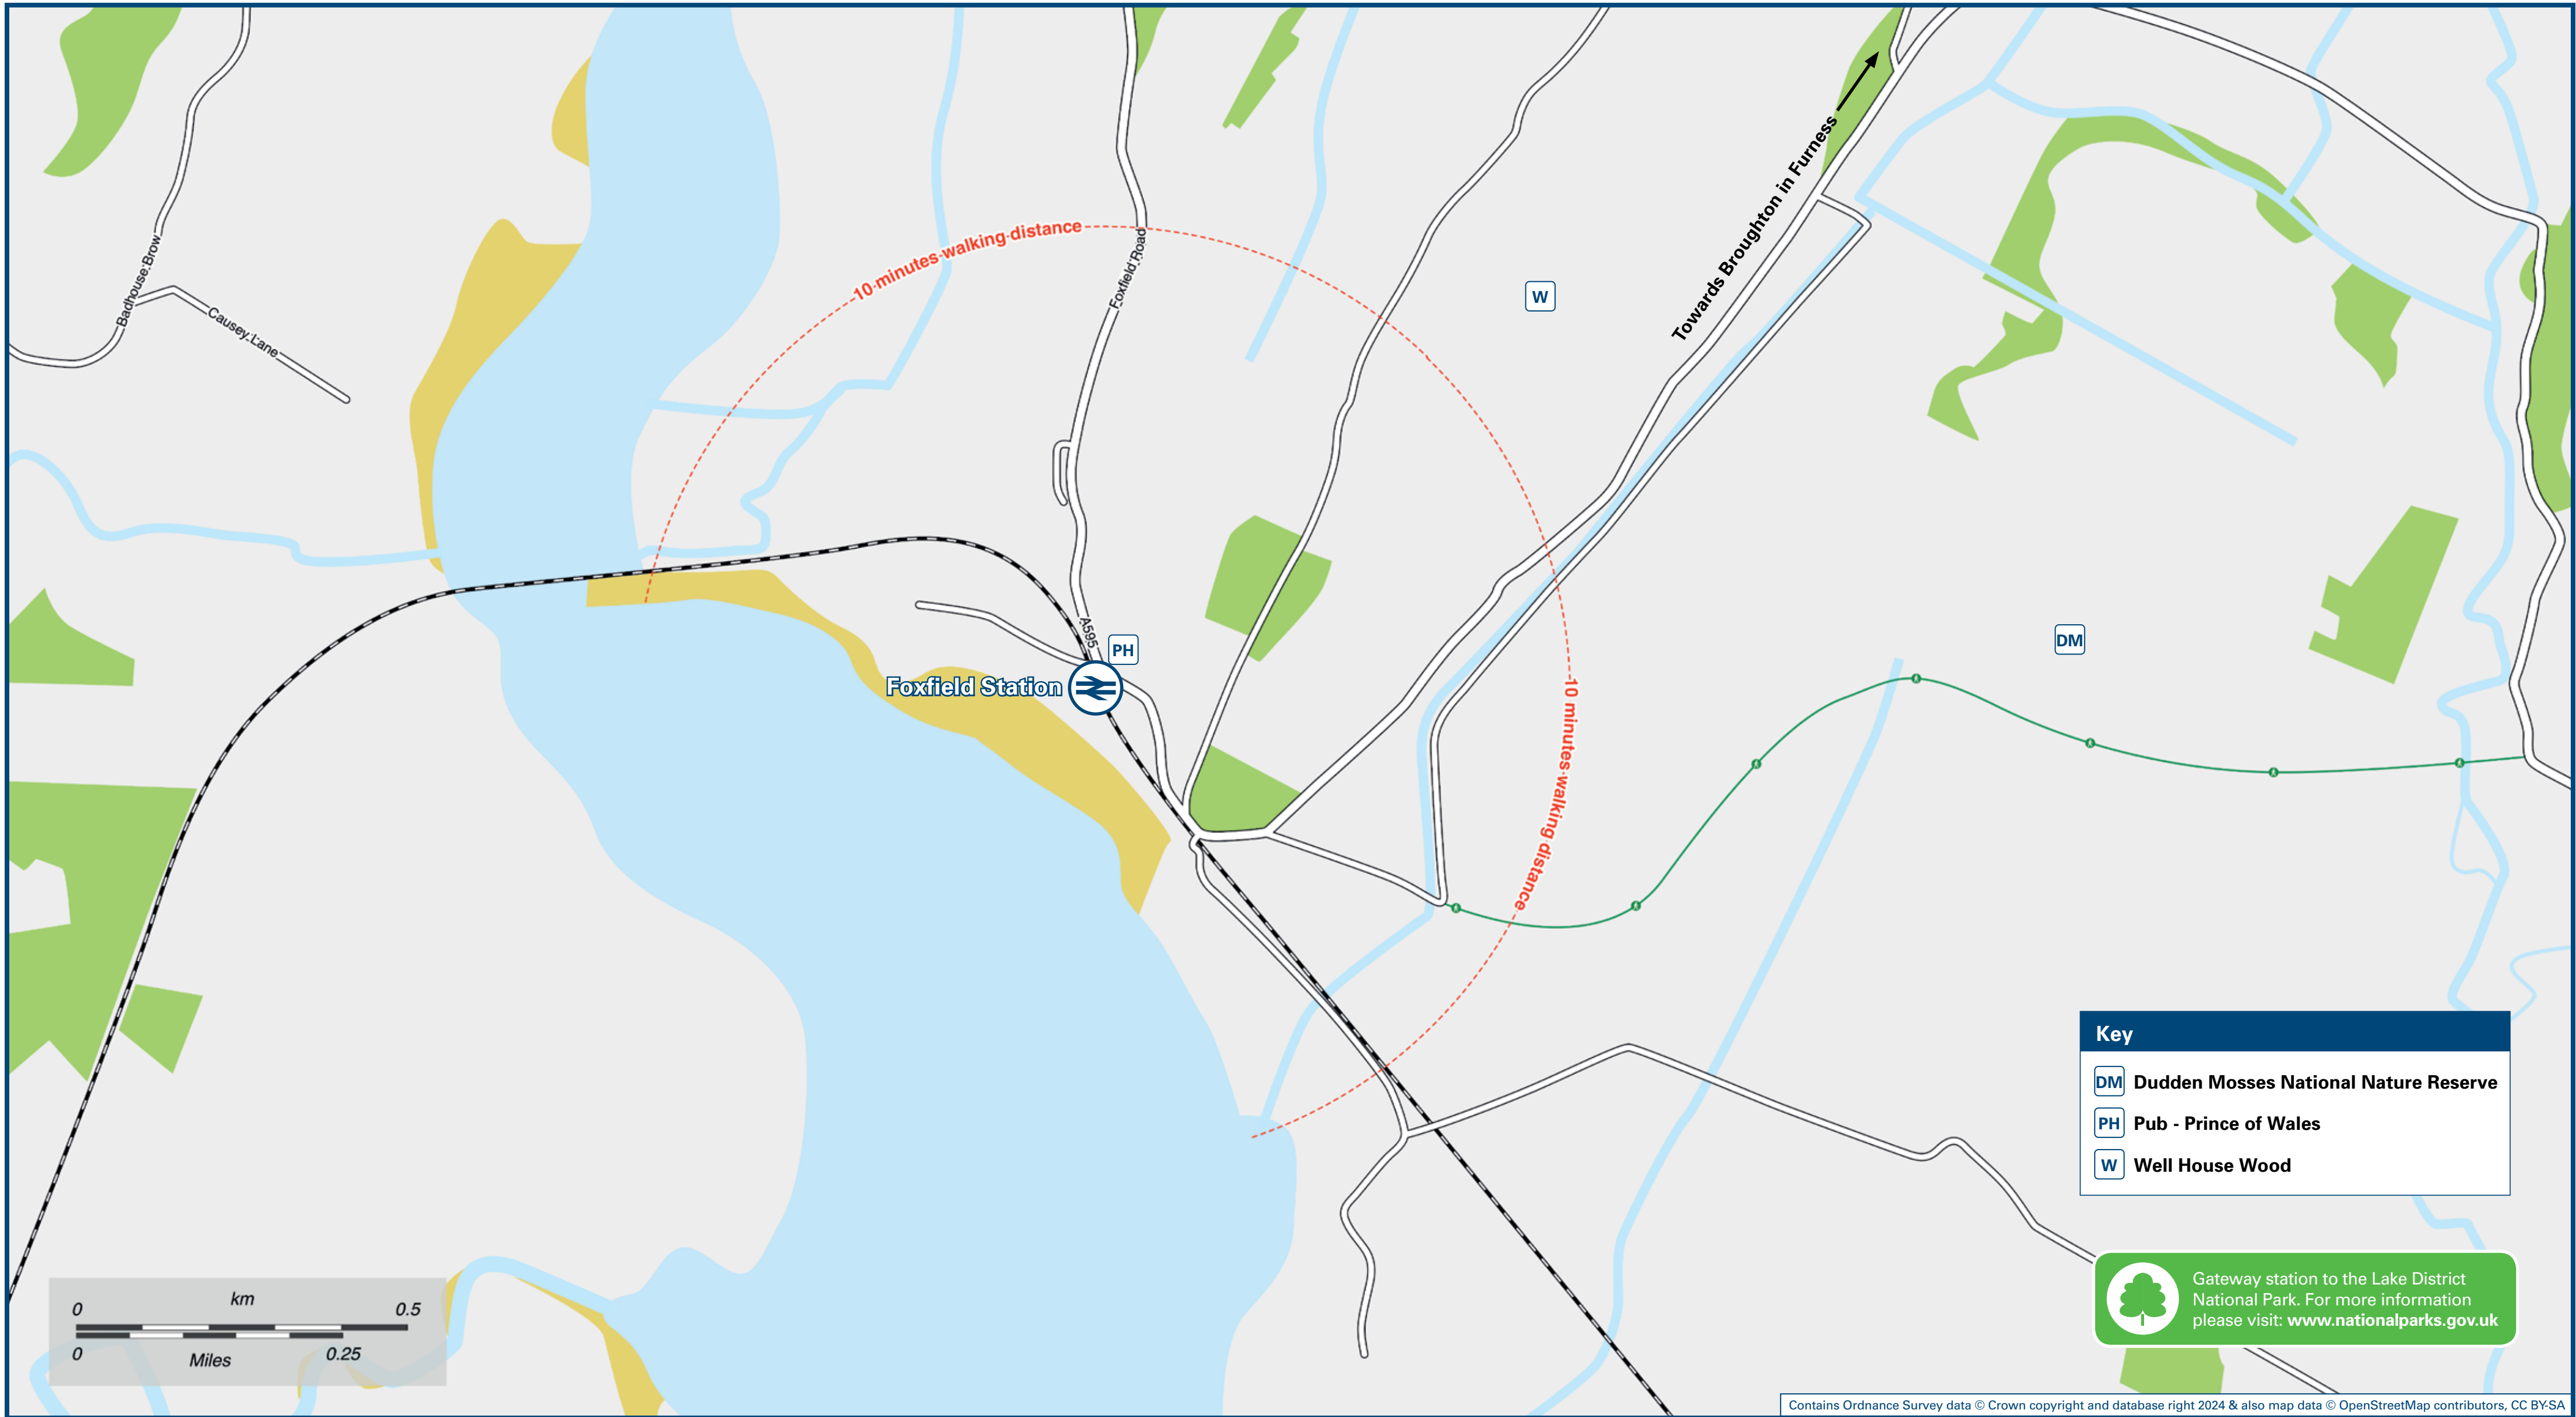 10 minutes walking distance
Foxfield Road
Towards Broughton in Furness
Badhouse Brow
Causey Lane
W
A595
PH
DM
Foxfield Station
10 minutes walking distance
Key
DM Dudden Mosses National Nature Reserve
PH Pub - Prince of Wales
W Well House Wood
km
0 0.5
0 0.25
Miles
Gateway station to the Lake District
National Park. For more information
please visit: www.nationalparks.gov.uk
Contains Ordnance Survey data © Crown copyright and database right 2024 & also map data © OpenStreetMap contributors, CC BY-SA